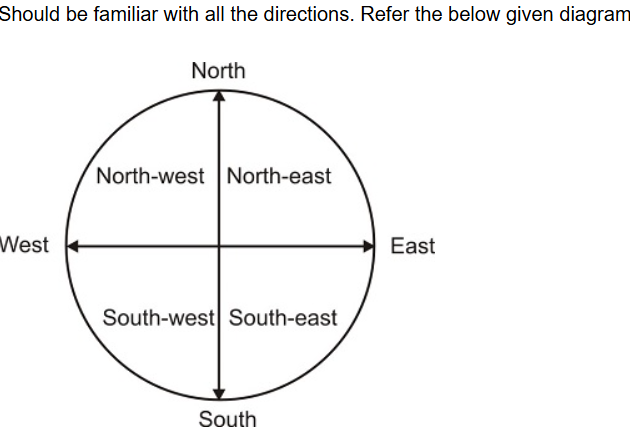 Should be familiar with all the directions. Refer the below given diagram
North
North-west North-east
West
East
South-west South-east
South